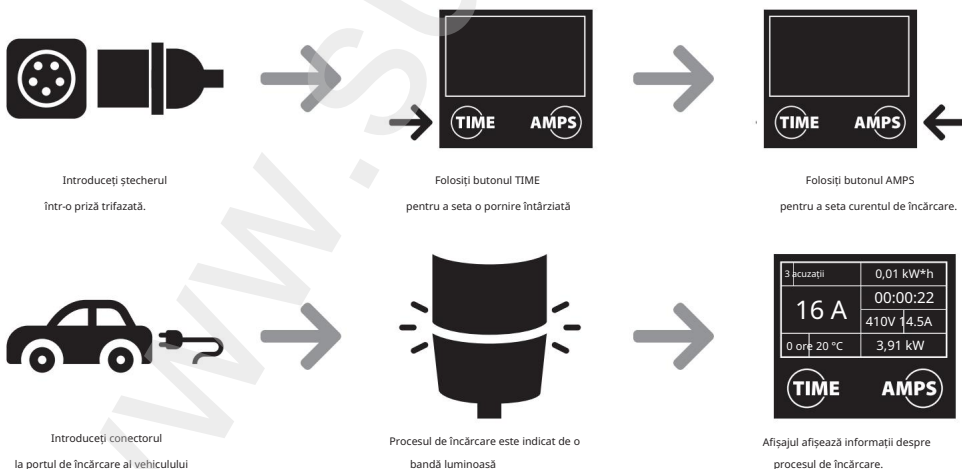 TIME AMPS
TIME AMPS
Introduceți ștecherul
într-o priză trifazată.
Folosiți butonul TIME
pentru a seta o pornire întârziată
Folosiți butonul AMPS
pentru a seta curentul de încărcare.
3 acuzații
0,01 kW*h
16 A
00:00:22
410V 14.5A
0 ore 20 °C
3,91 kW
TIME AMPS
Introduceți conectorul
la portul de încărcare al vehiculului
Procesul de încărcare este indicat de o
bandă luminoasă
Afișajul afișează informații despre
procesul de încărcare.